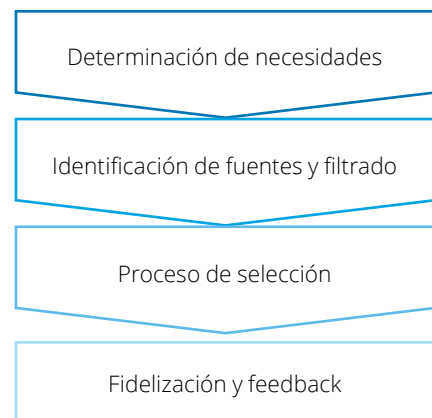 Determinación de necesidades
Identificación de fuentes y filtrado
Proceso de selección
Fidelización y feedback